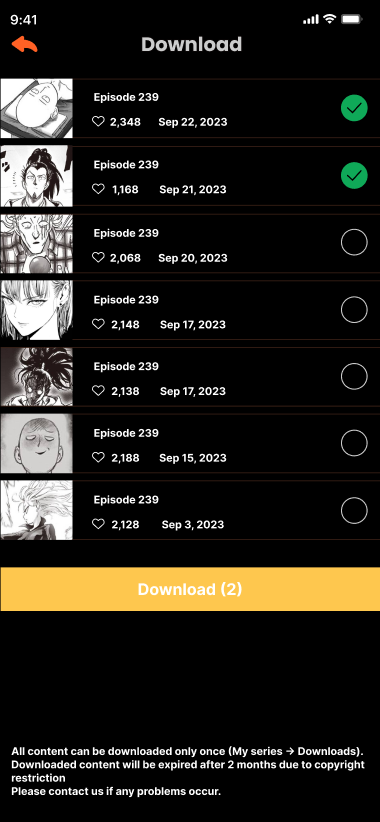 9:41
Download
Episode 239
2,348 Sep 22, 2023
Episode 239
1,168 Sep 21, 2023
Episode 239
2,068 Sep 20, 2023
Episode 239
2,148 Sep 17, 2023
Episode 239
2,138 Sep 17, 2023
Episode 239
2,188 Sep 15, 2023
Episode 239
2,128 Sep 3, 2023
Download (2)
All content can be downloaded only once (My series → Downloads).
Downloaded content will be expired after 2 months due to copyright
restriction
Please contact us if any problems occur.